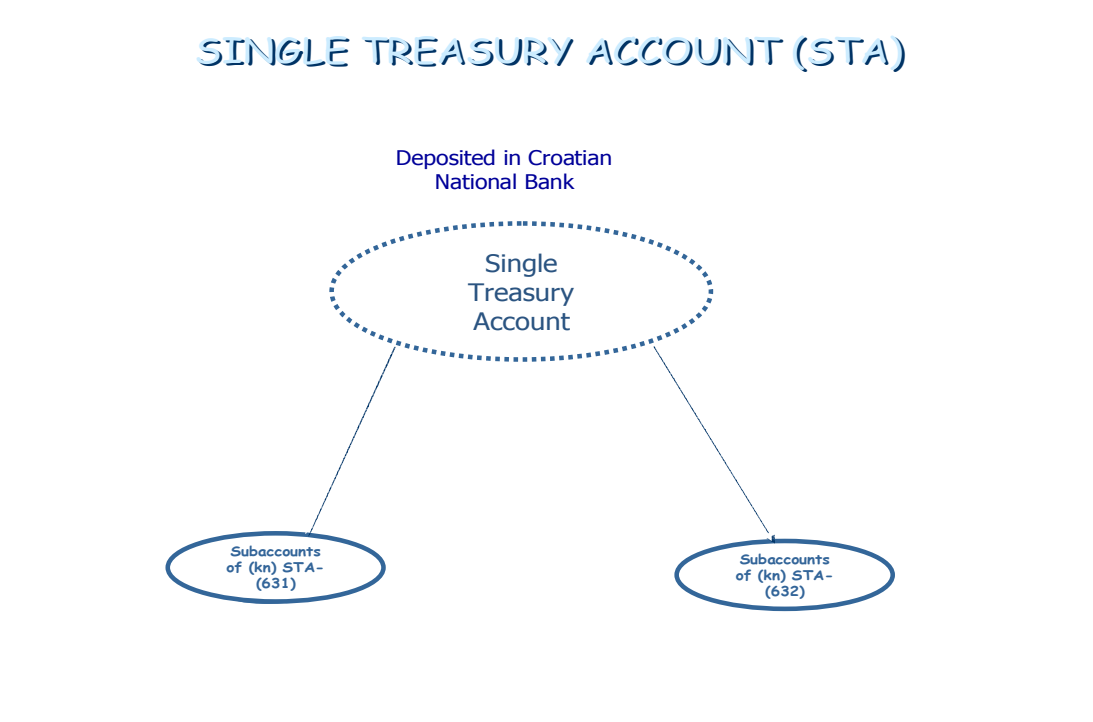 SINGLE TREASURY ACCOUNT (STA)
Deposited in Croatian
National Bank
Single
Treasury
Account
Subaccounts
of (kn) STA-
(631)
Subaccounts
of (kn) STA-
(632)